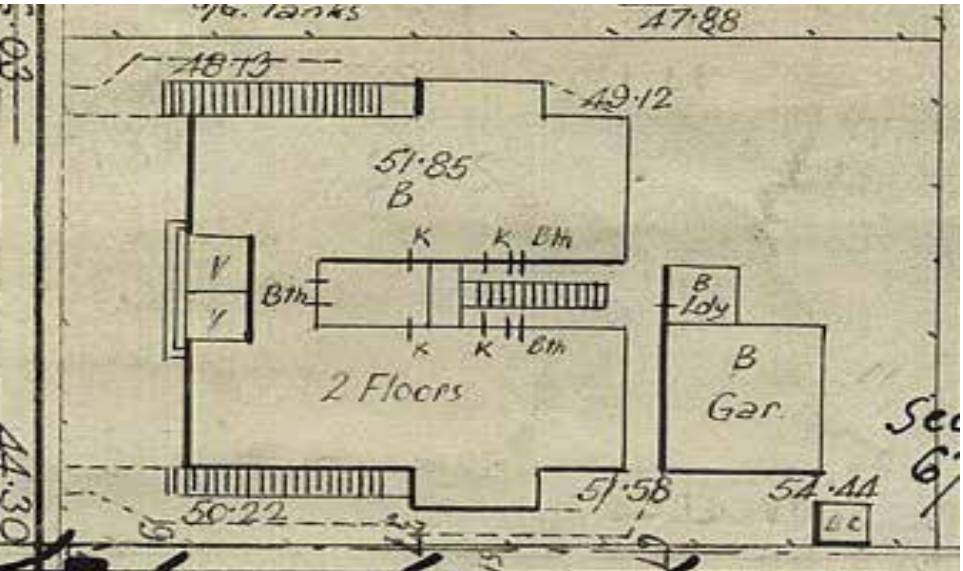 Tanks
47·88
48·13
49·12
51·85
B
K
K
Bth
V
V
Bth
B
Ldy
K
K
Bth
2 Floors
B
Gar.
44·30
50·22
51·58
54·44